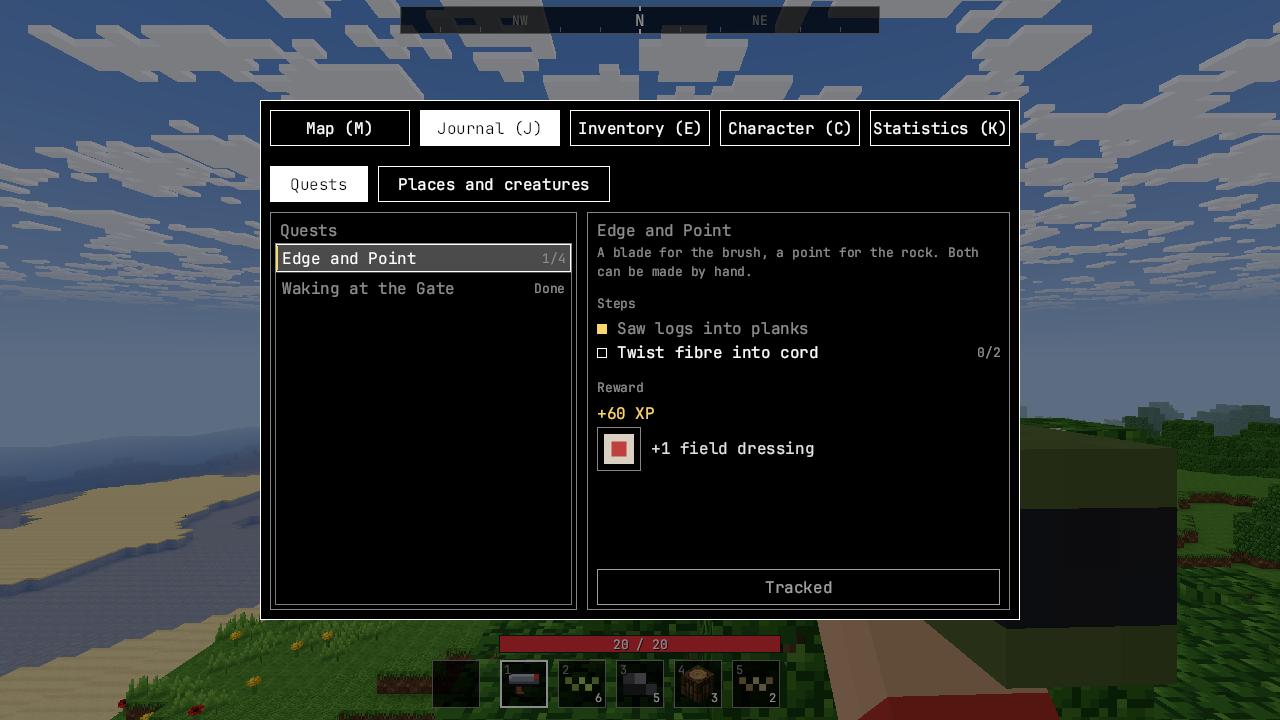 NW N NE
Map (M) Journal (J) Inventory (E) Character (C) Statistics (K)
Quests Places and creatures
Quests
Edge and Point 1/4
Waking at the Gate Done
Edge and Point
A blade for the brush, a point for the rock. Both
can be made by hand.
Steps
Saw logs into planks
Twist fibre into cord 0/2
Reward
+60 XP
+1 field dressing
Tracked
20 / 20
1 2 3 4 5
6 5 3 2